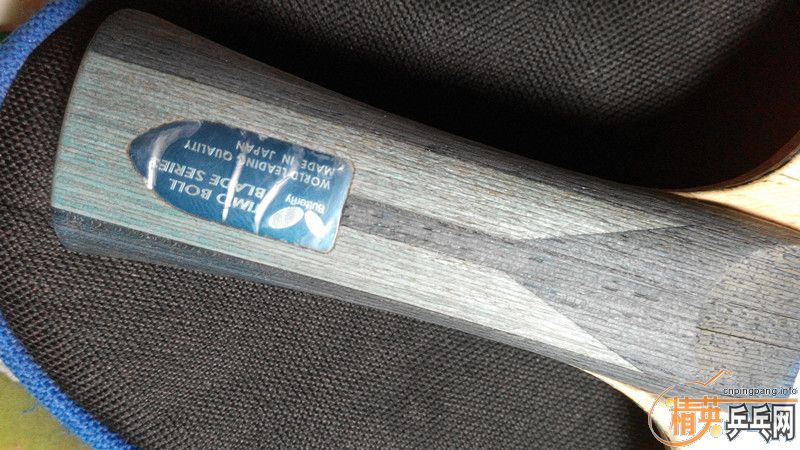 Butterfly
TIMO BOLL
BLADE SERIES
WORLD LEADING QUALITY
MADE IN JAPAN
cnpingpang.info
精英乒乓网